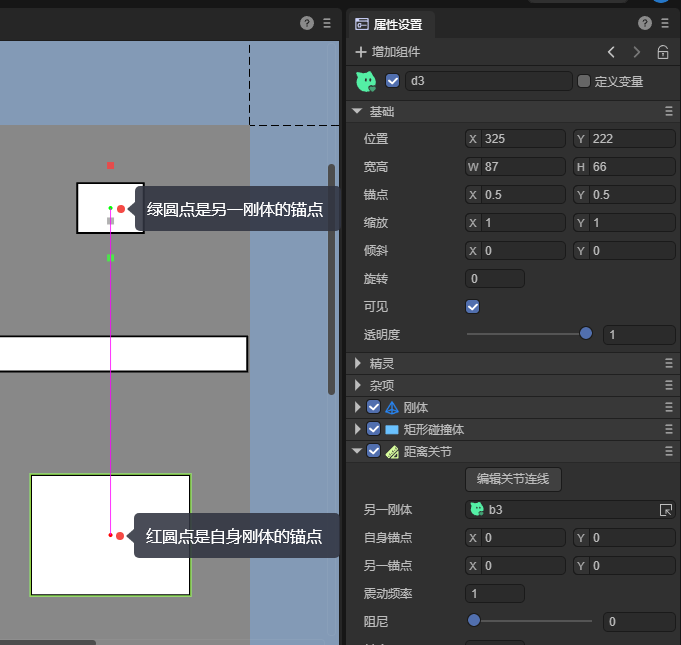 绿圆点是另一刚体的锚点
红圆点是自身刚体的锚点
属性设置
增加组件
d3 定义变量
基础
位置 X 325 Y 222
宽高 W 87 H 66
锚点 X 0.5 Y 0.5
缩放 X 1 Y 1
倾斜 X 0 Y 0
旋转 0
可见
透明度 1
精灵
杂项
刚体
矩形碰撞体
距离关节
编辑关节连线
另一刚体 b3
自身锚点 X 0 Y 0
另一锚点 X 0 Y 0
震动频率 1
阻尼 0